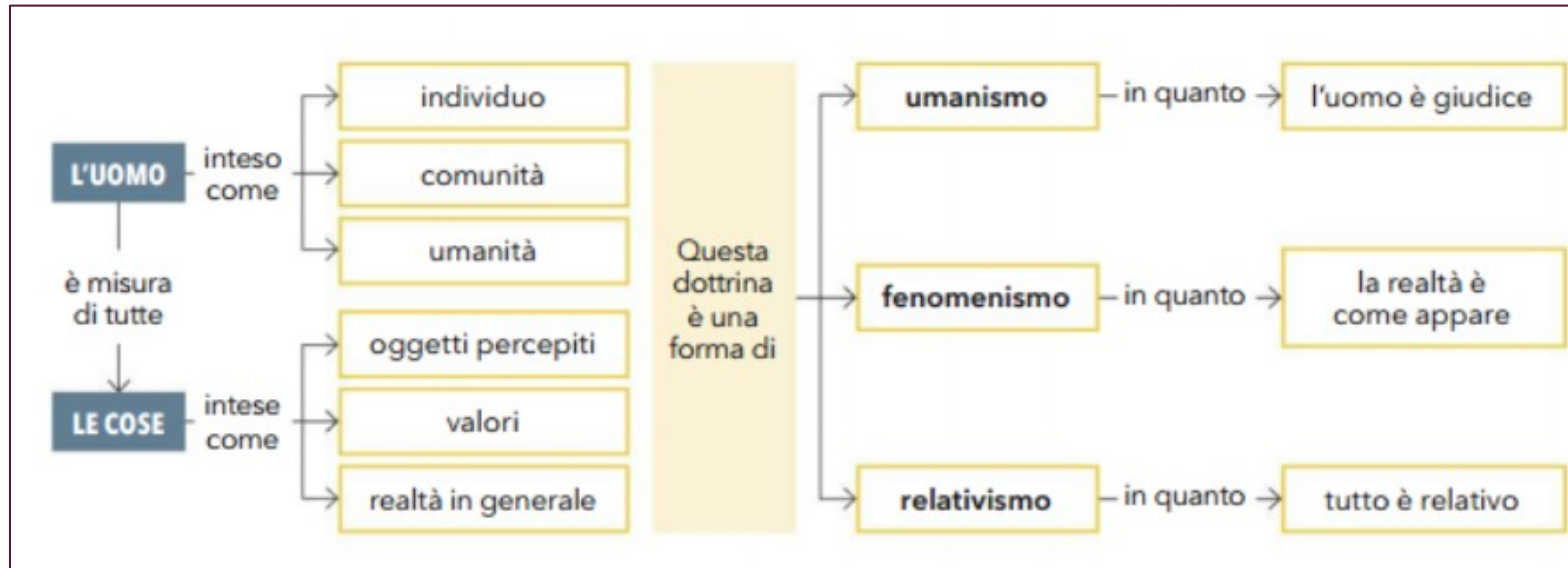 L'UOMO
inteso
come
individuo
comunità
umanità
è misura
di tutte
LE COSE
intese
come
oggetti percepiti
valori
realtà in generale
Questa
dottrina
è una
forma di
umanismo
in quanto
l'uomo è giudice
fenomenismo
in quanto
la realtà è
come appare
relativismo
in quanto
tutto è relativo